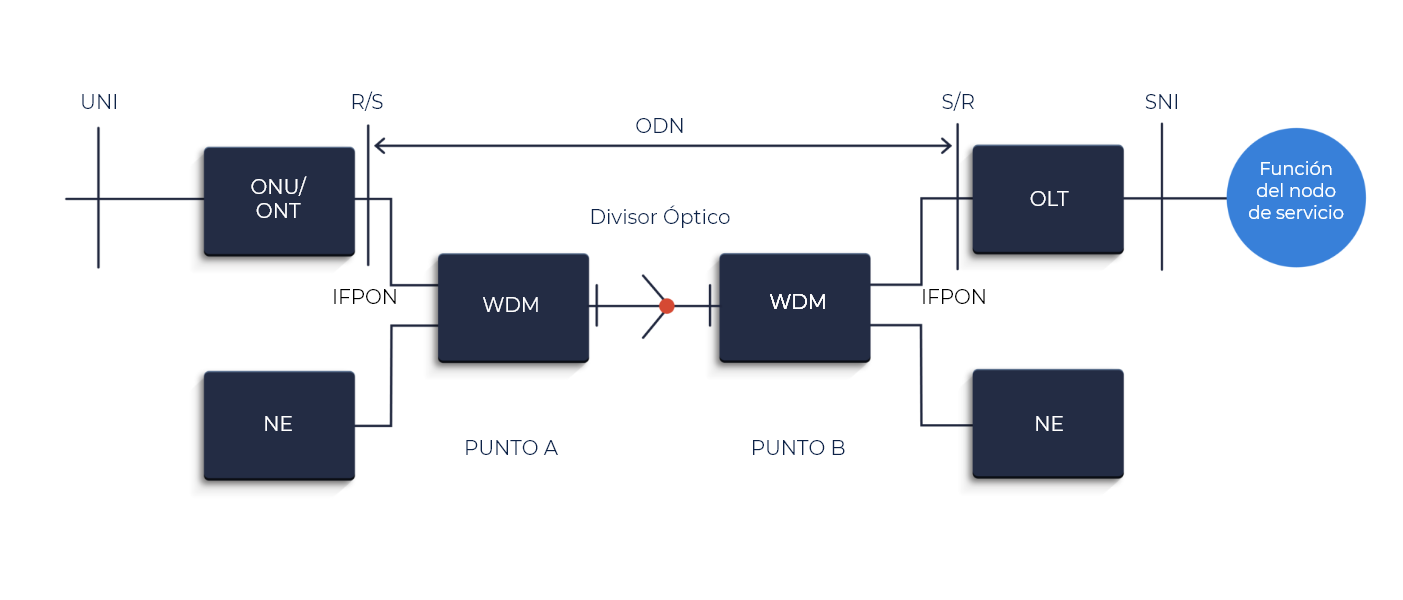 UNI
R/S
S/R
SNI
ODN
ONU/
ONT
OLT
Función
del nodo
de servicio
Divisor Óptico
IFPON
WDM
WDM
IFPON
NE
NE
PUNTO A
PUNTO B